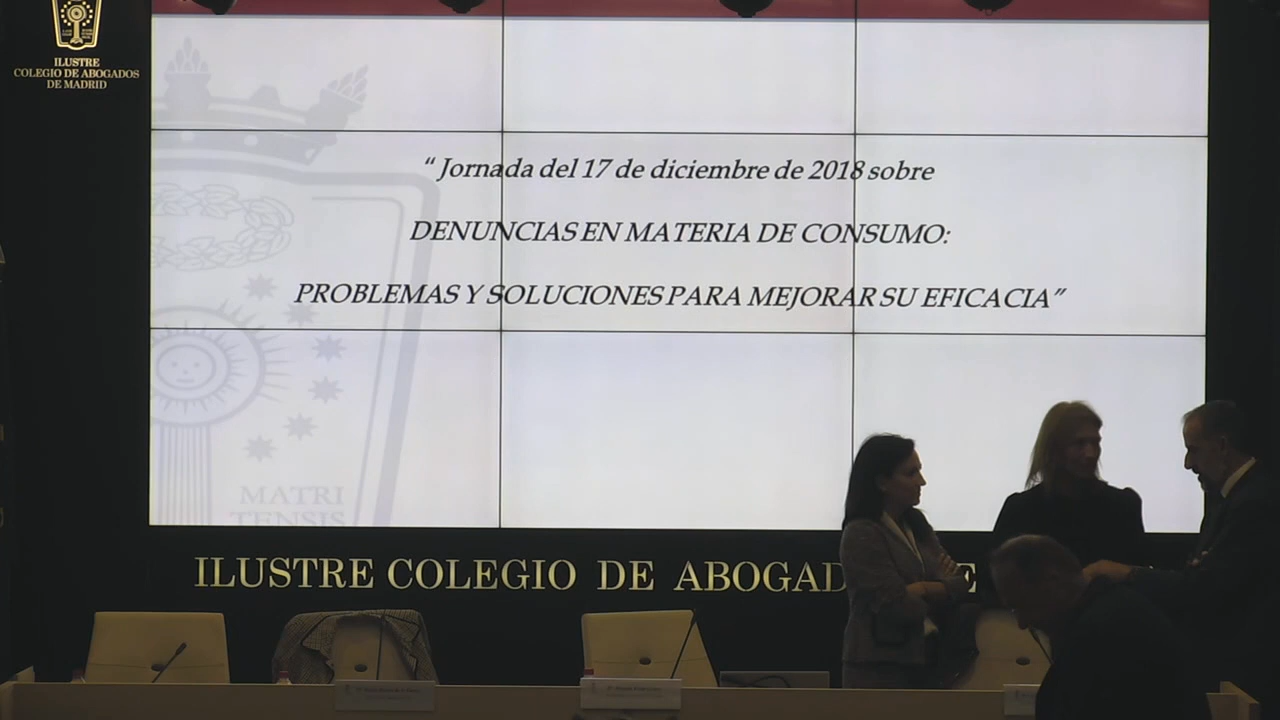 ILUSTRE
COLEGIO DE ABOGADOS
DE MADRID
“ Jornada del 17 de diciembre de 2018 sobre
DENUNCIAS EN MATERIA DE CONSUMO:
PROBLEMAS Y SOLUCIONES PARA MEJORAR SU EFICACIA”
MATRI
TENSIS
ILUSTRE COLEGIO DE ABOGAD E